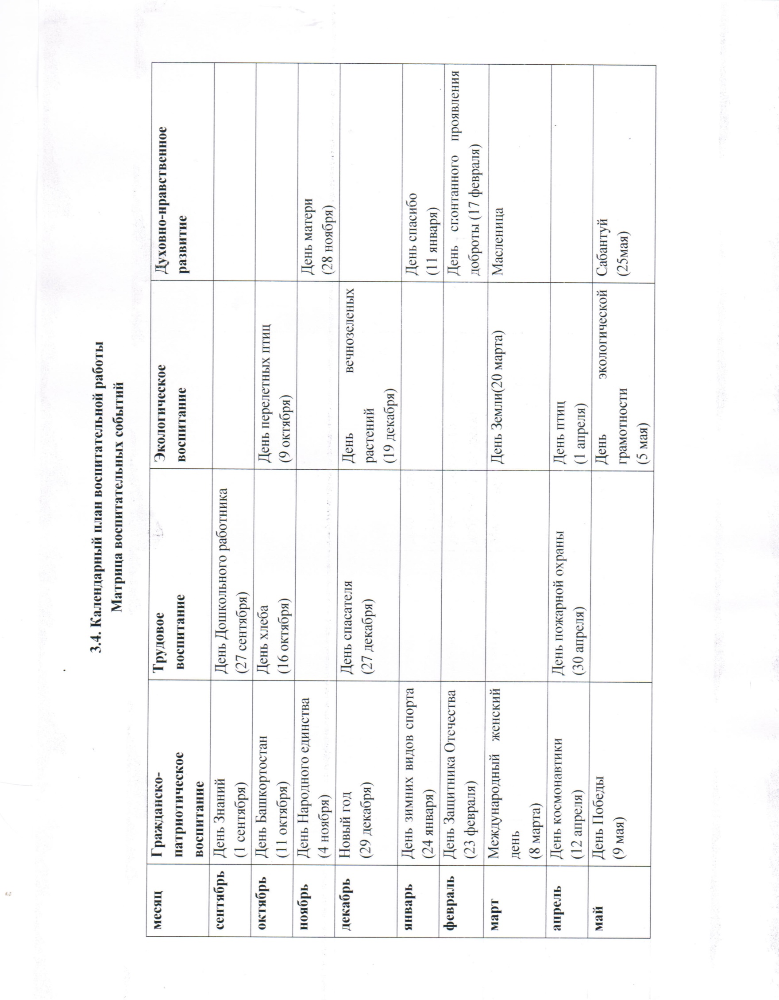 3.4. Календарный план воспитательной работы
Матрица воспитательных событий
месяц
Гражданско-
патриотическое
воспитание
Трудовое
воспитание
Экологическое
воспитание
Духовно-нравственное
развитие
сентябрь
День Знаний
(1 сентября)
День Дошкольного работника
(27 сентября)
октябрь
День Башкортостан
(11 октября)
День хлеба
(16 октября)
День перелетных птиц
(9 октября)
ноябрь
День Народного единства
(4 ноября)
День матери
(28 ноября)
декабрь
Новый год
(29 декабря)
День спасателя
(27 декабря)
День вечнозеленых
растений
(19 декабря)
январь
День зимних видов спорта
(24 января)
День спасибо
(11 января)
февраль
День Защитника Отечества
(23 февраля)
День спонтанного проявления
доброты (17 февраля)
март
Международный женский
день
(8 марта)
День Земли(20 марта)
Масленица
апрель
День космонавтики
(12 апреля)
День пожарной охраны
(30 апреля)
День птиц
(1 апреля)
май
День Победы
(9 мая)
День экологической
грамотности
(5 мая)
Сабантуй
(25мая)